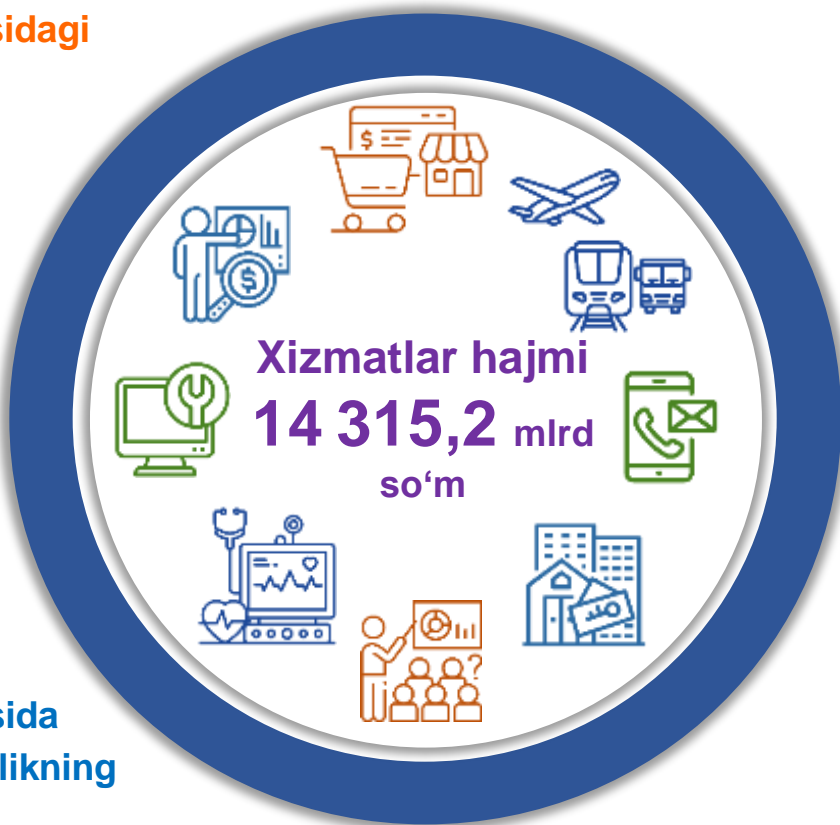 sidagi
Xizmatlar hajmi
14 315,2 mlrd
so‘m
sida
likning